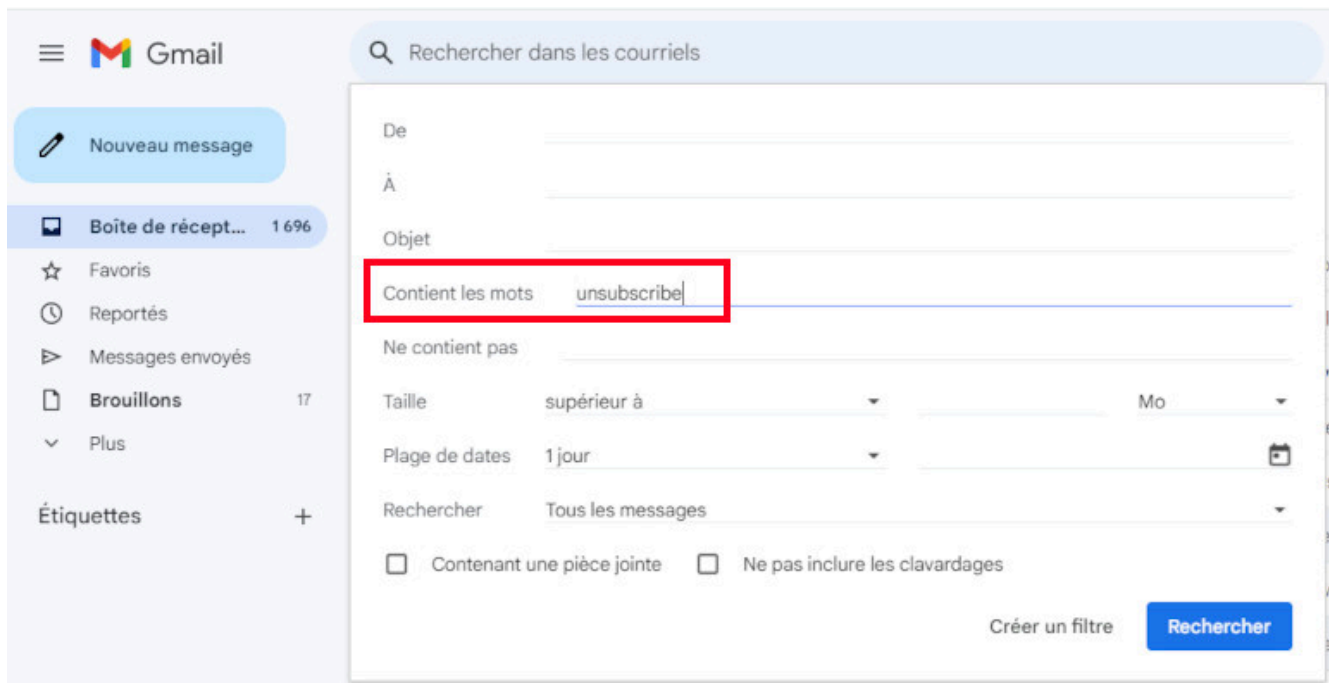 Gmail
Rechercher dans les courriels
Nouveau message
Boîte de récept... 1 696
Favoris
Reportés
Messages envoyés
Brouillons 17
Plus
Étiquettes
De
À
Objet
Contient les mots unsubscribe
Ne contient pas
Taille supérieur à Mo
Plage de dates 1 jour
Rechercher Tous les messages
Contenant une pièce jointe Ne pas inclure les clavardages
Créer un filtre Rechercher